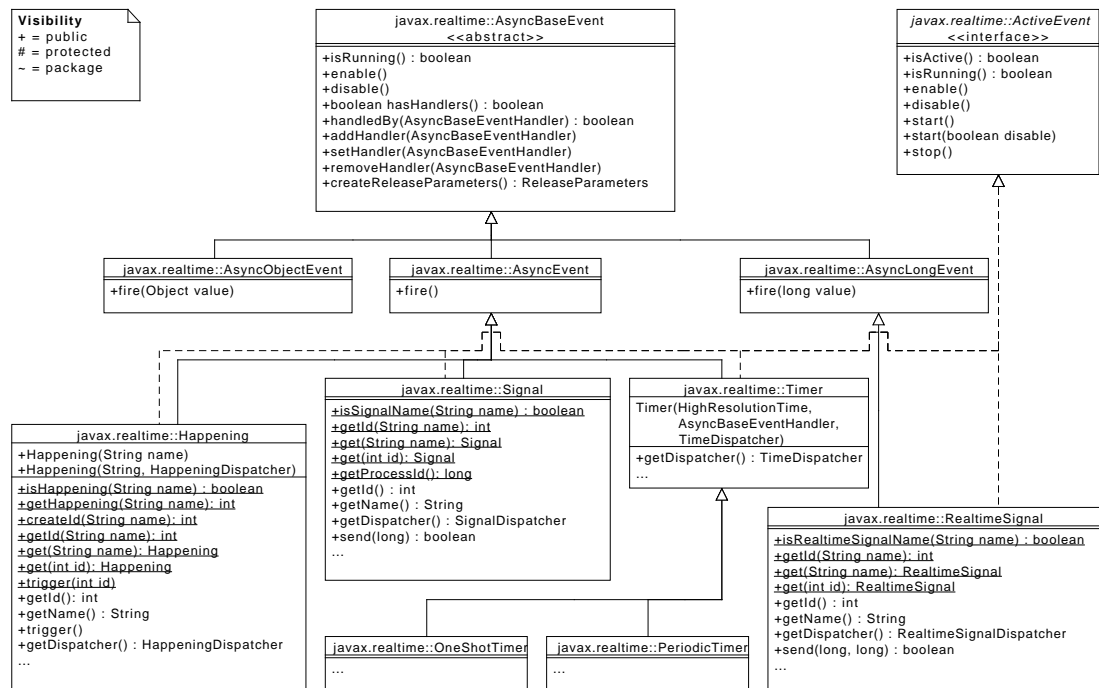 Visibility
+ = public
# = protected
~ = package
javax.realtime::AsyncBaseEvent
<<abstract>>
+isRunning() : boolean
+enable()
+disable()
+boolean hasHandlers() : boolean
+handledBy(AsyncBaseEventHandler) : boolean
+addHandler(AsyncBaseEventHandler)
+setHandler(AsyncBaseEventHandler)
+removeHandler(AsyncBaseEventHandler)
+createReleaseParameters() : ReleaseParameters
javax.realtime::ActiveEvent
<<interface>>
+isActive() : boolean
+isRunning() : boolean
+enable()
+disable()
+start()
+start(boolean disable)
+stop()
javax.realtime::AsyncObjectEvent
+fire(Object value)
javax.realtime::AsyncEvent
+fire()
javax.realtime::AsyncLongEvent
+fire(long value)
javax.realtime::Happening
+Happening(String name)
+Happening(String, HappeningDispatcher)
+isHappening(String name) : boolean
+getHappening(String name): int
+createId(String name): int
+getId(String name): int
+get(String name): Happening
+get(int id): Happening
+trigger(int id)
+getId(): int
+getName() : String
+trigger()
+getDispatcher() : HappeningDispatcher
...
javax.realtime::Signal
+isSignalName(String name) : boolean
+getId(String name): int
+get(String name): Signal
+get(int id): Signal
+getProcessId(): long
+getId() : int
+getName() : String
+getDispatcher() : SignalDispatcher
+send(long) : boolean
...
javax.realtime::Timer
Timer(HighResolutionTime,
AsyncBaseEventHandler,
TimeDispatcher)
+getDispatcher() : TimeDispatcher
...
javax.realtime::RealtimeSignal
+isRealtimeSignalName(String name) : boolean
+getId(String name): int
+get(String name): RealtimeSignal
+get(int id): RealtimeSignal
+getId() : int
+getName() : String
+getDispatcher() : RealtimeSignalDispatcher
+send(long, long) : boolean
...
javax.realtime::OneShotTimer
...
javax.realtime::PeriodicTimer
...